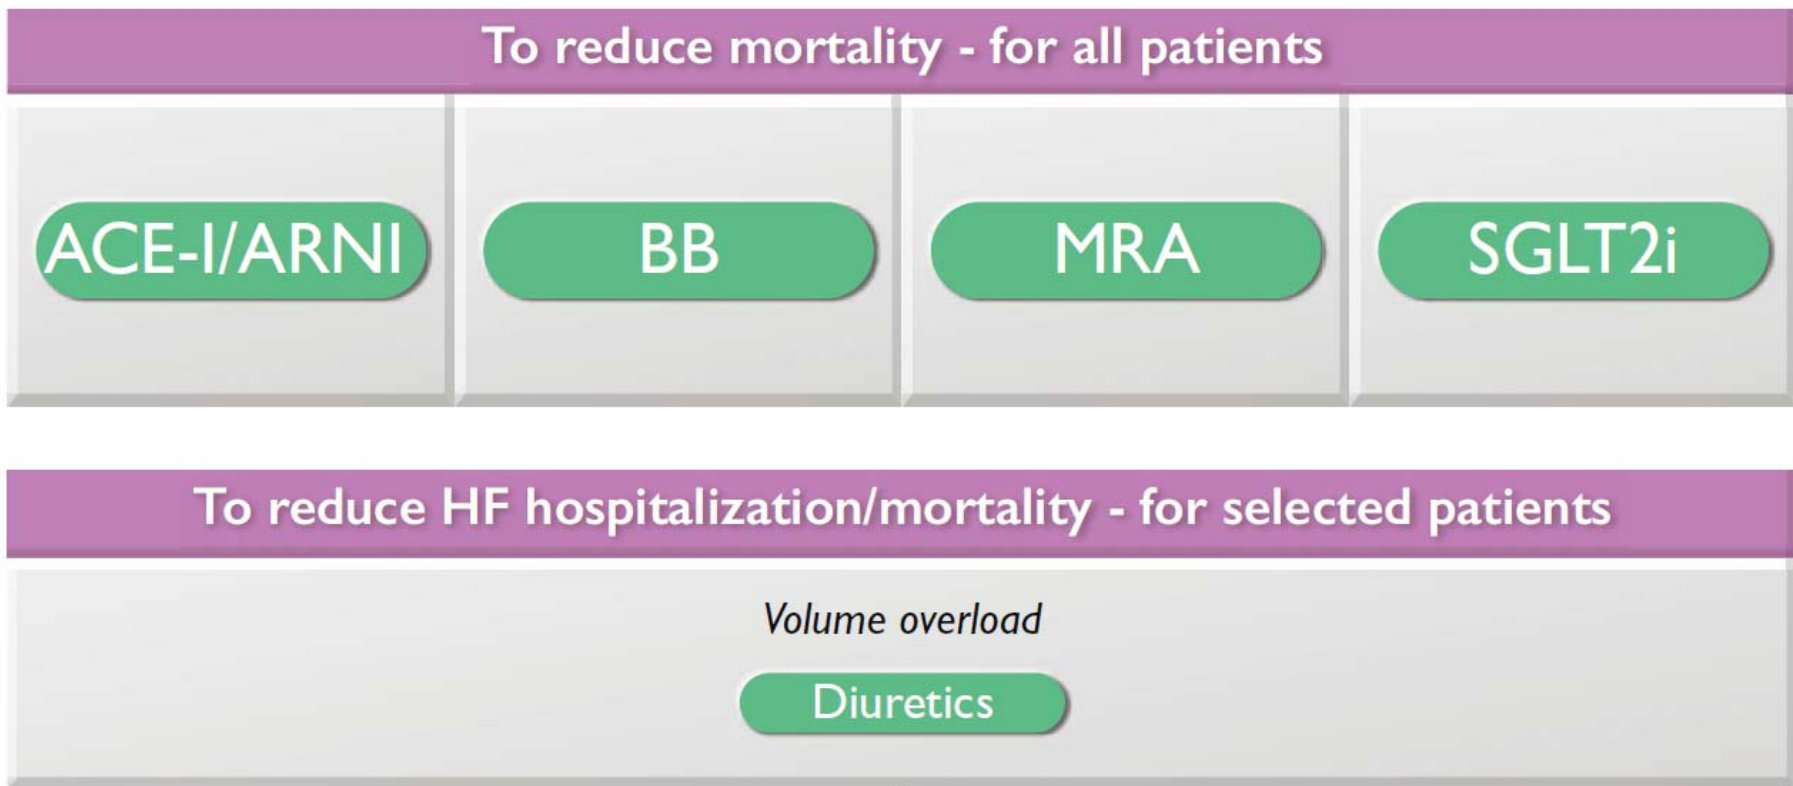 To reduce mortality - for all patients
ACE-I/ARNI
BB
MRA
SGLT2i
To reduce HF hospitalization/mortality - for selected patients
Volume overload
Diuretics